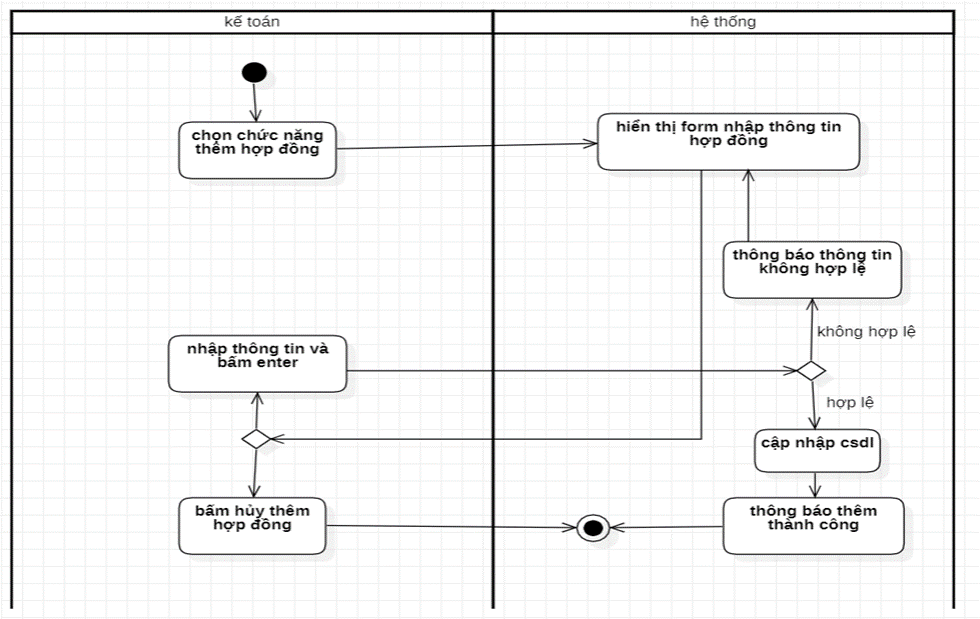 kế toán
hệ thống
chọn chức năng
thêm hợp đồng
hiển thị form nhập thông tin
hợp đồng
thông báo thông tin
không hợp lệ
không hợp lệ
nhập thông tin và
bấm enter
hợp lệ
cập nhập csdl
bấm hủy thêm
hợp đồng
thông báo thêm
thành công